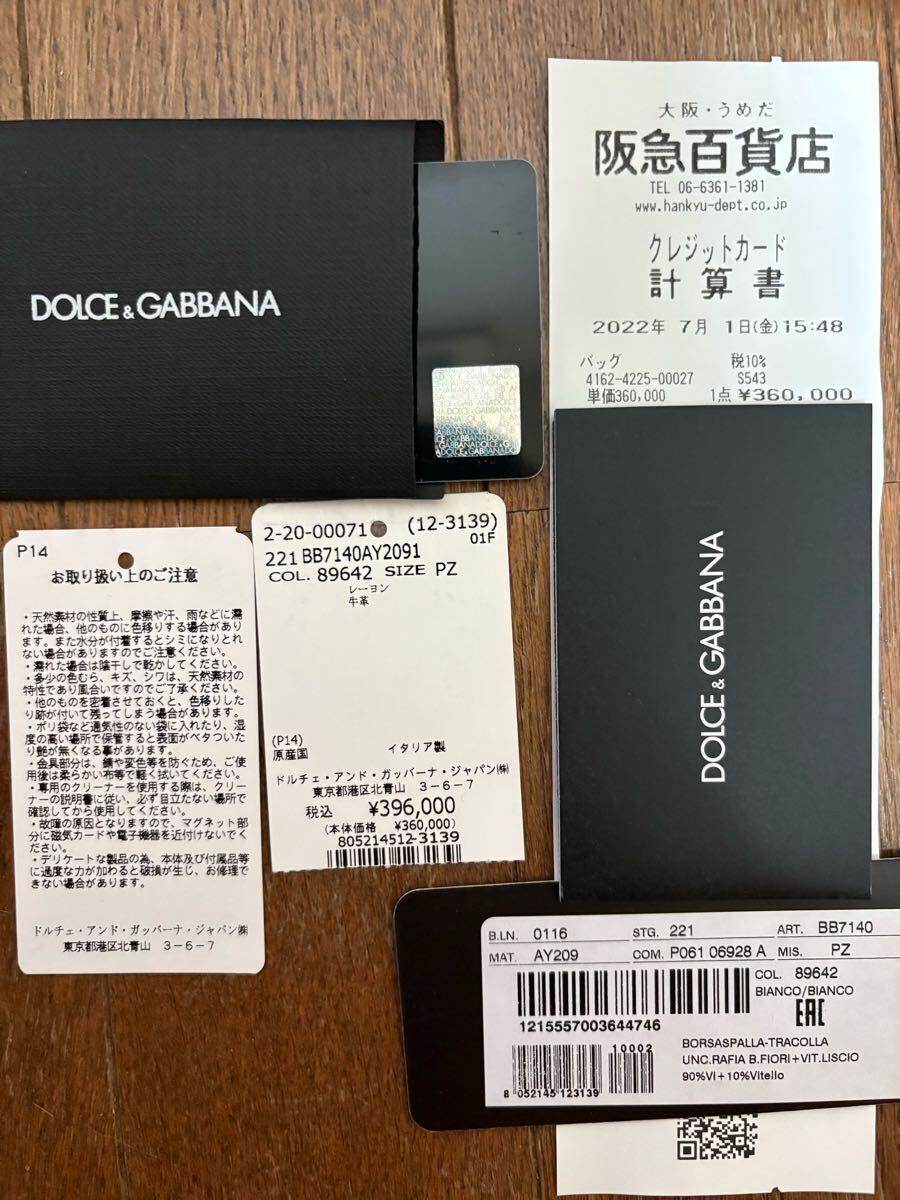 大阪・うめだ
阪急百貨店
TEL 06-6361-1381
www.hankyu-dept.co.jp
クレジットカード
計算書
2022年 7月 1日(金)15:48
バッグ 税10%
4162-4225-00027 S543
単価360,000 1点 ¥360,000
DOLCE&GABBANA
P14
お取り扱い上のご注意
・天然素材の性質上、摩擦や汗、雨などに濡
れた場合、他のものに色移りする場合があり
ます。また水分が付着するとシミになりとれ
ない場合がありますのでご注意ください。
・濡れた場合は陰干しで乾かしてください。
・多少の色むら、キズ、シワは、天然素材の
特性であり風合いですのでご了承ください。
・他のものを密着させておくと、色移りした
り跡が付いて残ってしまう場合があります。
・ポリ袋など通気性のない袋に入れたり、湿
度の高い場所で保管すると表面がベタついた
り艶が無くなる事があります。
・金具部分は、錆や変色等を防ぐため、ご使
用後は柔らかい布等で軽く拭いてください。
・専用のクリーナーを使用する際は、クリー
ナーの説明書に従い、必ず目立たない場所で
確認してから使用してください。
・故障の原因となりますので、マグネット部
分に磁気カードや電子機器を近付けないでく
ださい。
・デリケートな製品の為、本体及び付属品等
に過度な力が加わると破損が生じ、お修理で
きない場合があります。
ドルチェ・アンド・ガッバーナ・ジャパン㈱
東京都港区北青山 3-6-7
2-20-00071 (12-3139)
01F
221 BB7140AY2091
COL. 89642 SIZE PZ
レーヨン
牛革
(P14)
原産国 イタリア製
ドルチェ・アンド・ガッバーナ・ジャパン㈱
東京都港区北青山 3-6-7
税込 ¥396,000
(本体価格 ¥360,000)
805214512-3139
DOLCE&GABBANA
B.LN. 0116 STG. 221 ART. BB7140
MAT. AY209 COM. P061 06928 A MIS. PZ
COL. 89642
BIANCO/BIANCO
EAC
1215557003644746
10002
8 052145 123139
BORSASPALLA-TRACOLLA
UNC.RAFIA B.FIORI+VIT.LISCIO
90%VI+10%Vitello